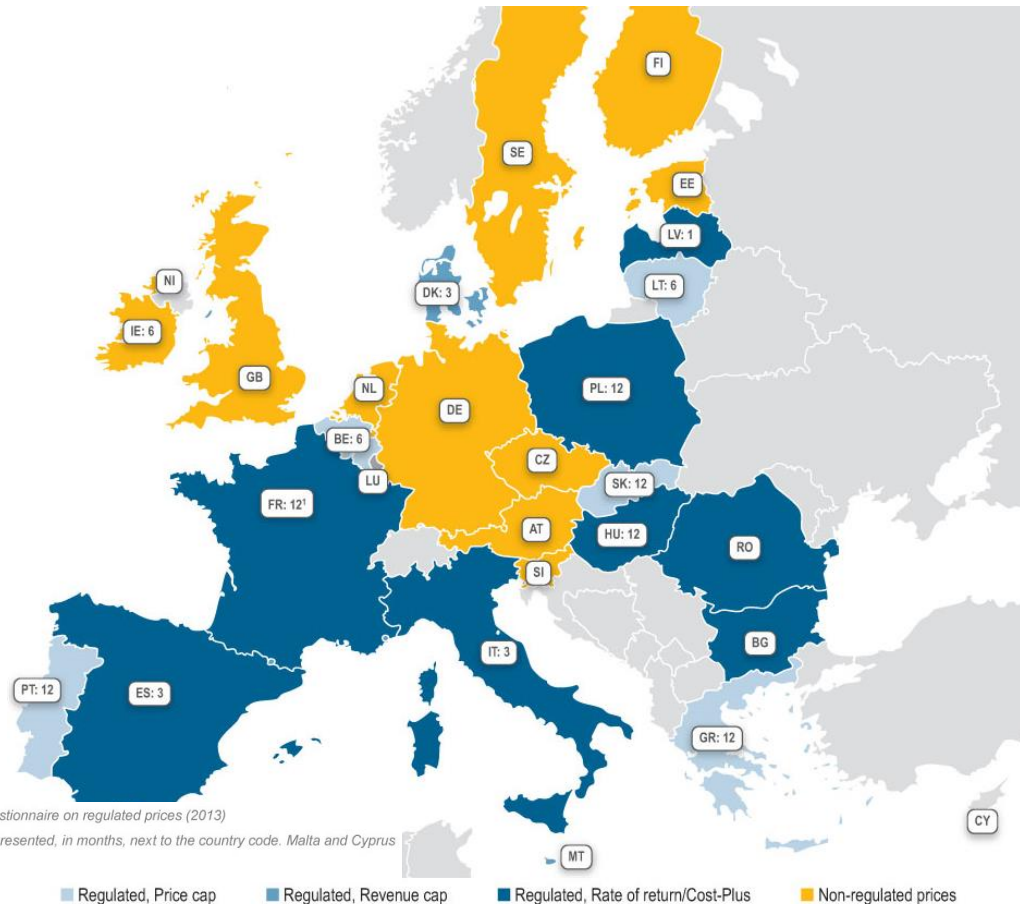 FI
SE
EE
LV: 1
LT: 6
NI
DK: 3
IE: 6
GB
NL
DE
PL: 12
BE: 6
CZ
LU
SK: 12
FR: 12¹
AT
HU: 12
RO
SI
BG
IT: 3
PT: 12
ES: 3
GR: 12
CY
MT
stionnaire on regulated prices (2013)
resented, in months, next to the country code. Malta and Cyprus
Regulated, Price cap Regulated, Revenue cap Regulated, Rate of return/Cost-Plus Non-regulated prices